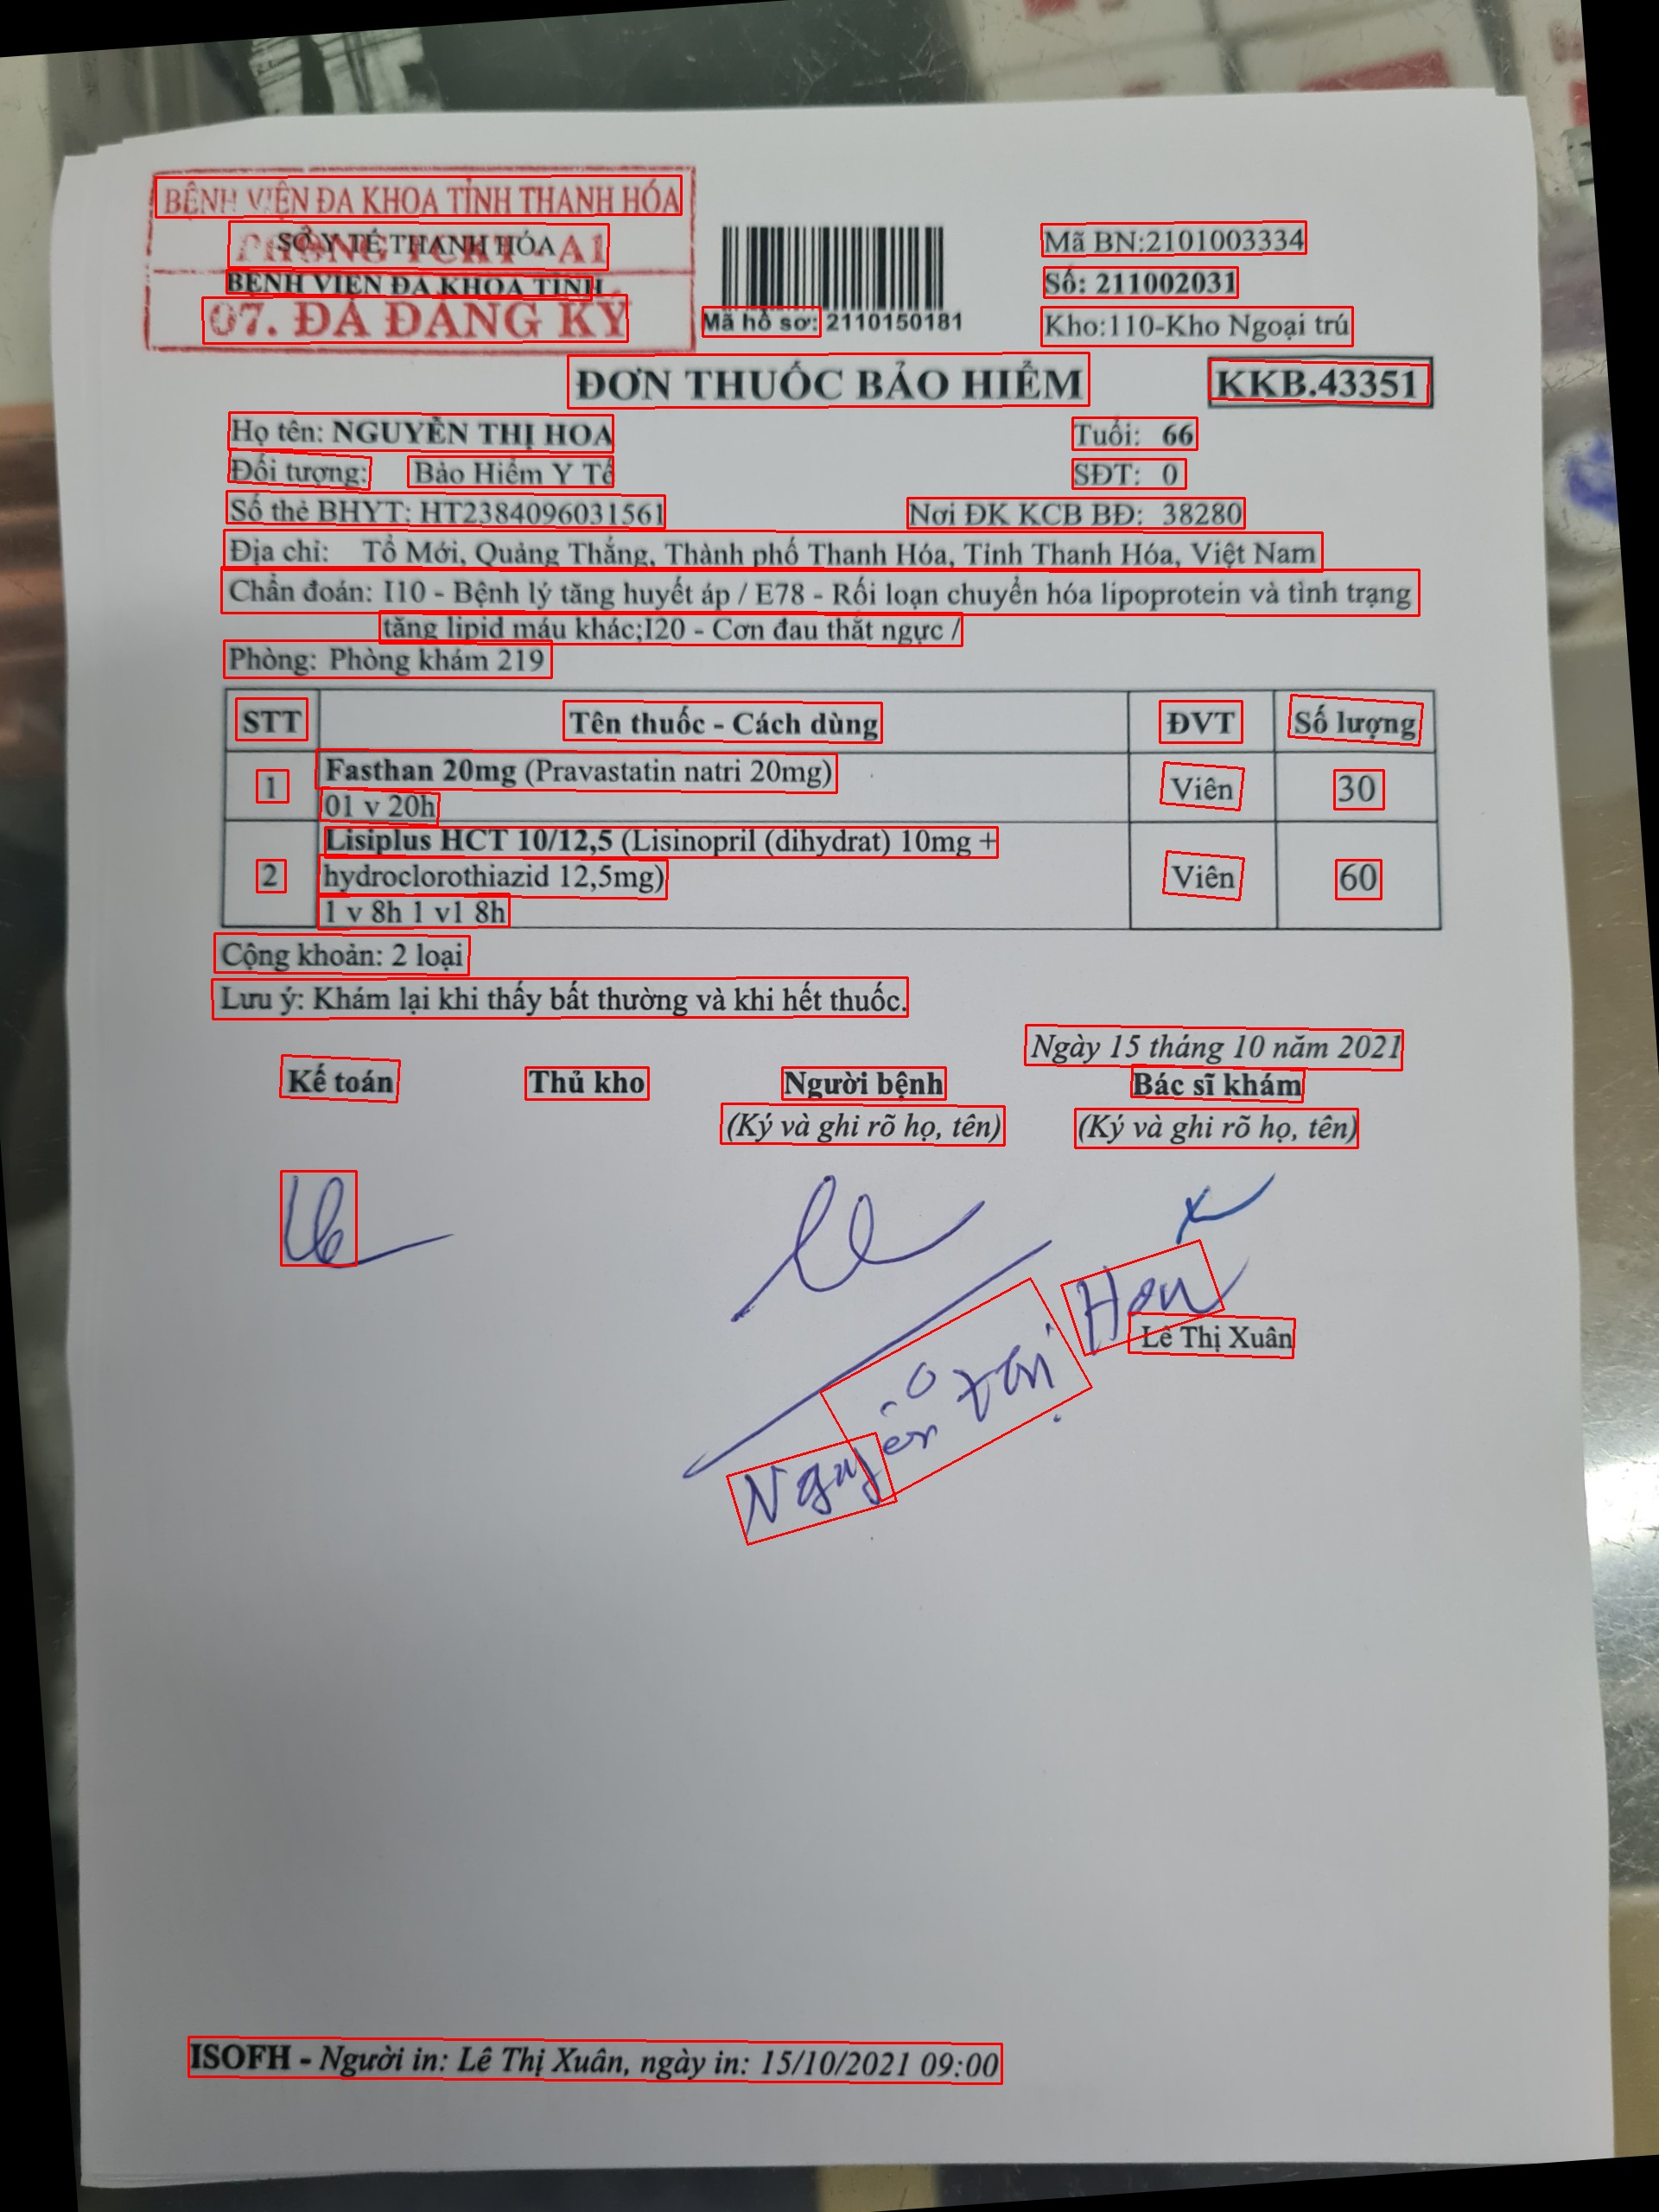 BỆNH VIỆN ĐA KHOA TỈNH THANH HÓA
SỞ Y TẾ THANH HÓA
PHÒNG TCKT - A1
BỆNH VIỆN ĐA KHOA TỈNH
07. ĐÃ ĐĂNG KÝ
Mã hồ sơ: 2110150181
Mã BN:2101003334
Số: 211002031
Kho:110-Kho Ngoại trú
ĐƠN THUỐC BẢO HIỂM KKB.43351
Họ tên: NGUYỄN THỊ HOA Tuổi: 66
Đối tượng: Bảo Hiểm Y Tế SĐT: 0
Số thẻ BHYT: HT2384096031561 Nơi ĐK KCB BĐ: 38280
Địa chỉ: Tổ Mới, Quảng Thắng, Thành phố Thanh Hóa, Tỉnh Thanh Hóa, Việt Nam
Chẩn đoán: I10 - Bệnh lý tăng huyết áp / E78 - Rối loạn chuyển hóa lipoprotein và tình trạng
tăng lipid máu khác;I20 - Cơn đau thắt ngực /
Phòng: Phòng khám 219
STT Tên thuốc - Cách dùng ĐVT Số lượng
1 Fasthan 20mg (Pravastatin natri 20mg) Viên 30
01 v 20h
2 Lisiplus HCT 10/12,5 (Lisinopril (dihydrat) 10mg + Viên 60
hydroclorothiazid 12,5mg)
1 v 8h 1 v1 8h
Cộng khoản: 2 loại
Lưu ý: Khám lại khi thấy bất thường và khi hết thuốc.
Ngày 15 tháng 10 năm 2021
Kế toán Thủ kho Người bệnh Bác sĩ khám
(Ký và ghi rõ họ, tên) (Ký và ghi rõ họ, tên)
Nguyễn Thị Hoa
Lê Thị Xuân
ISOFH - Người in: Lê Thị Xuân, ngày in: 15/10/2021 09:00